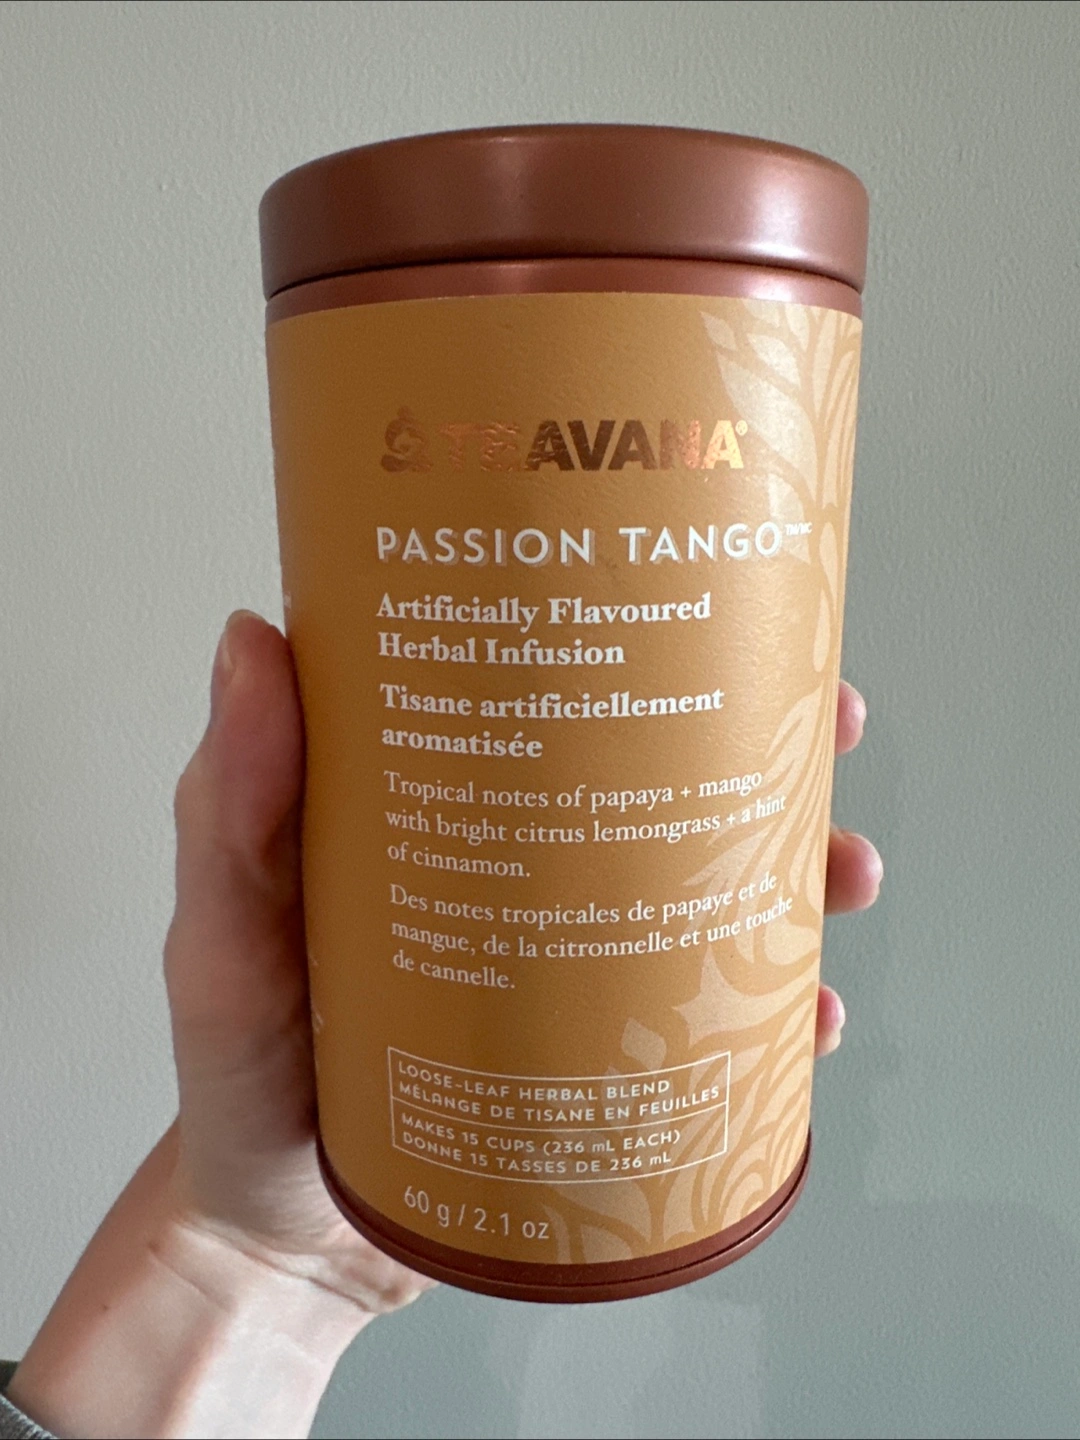 TEAVANA®
PASSION TANGO™/MC
Artificially Flavoured
Herbal Infusion
Tisane artificiellement
aromatisée
Tropical notes of papaya + mango
with bright citrus lemongrass + a hint
of cinnamon.
Des notes tropicales de papaye et de
mangue, de la citronnelle et une touche
de cannelle.
LOOSE-LEAF HERBAL BLEND
MÉLANGE DE TISANE EN FEUILLES
MAKES 15 CUPS (236 mL EACH)
DONNE 15 TASSES DE 236 mL
60 g / 2.1 oz